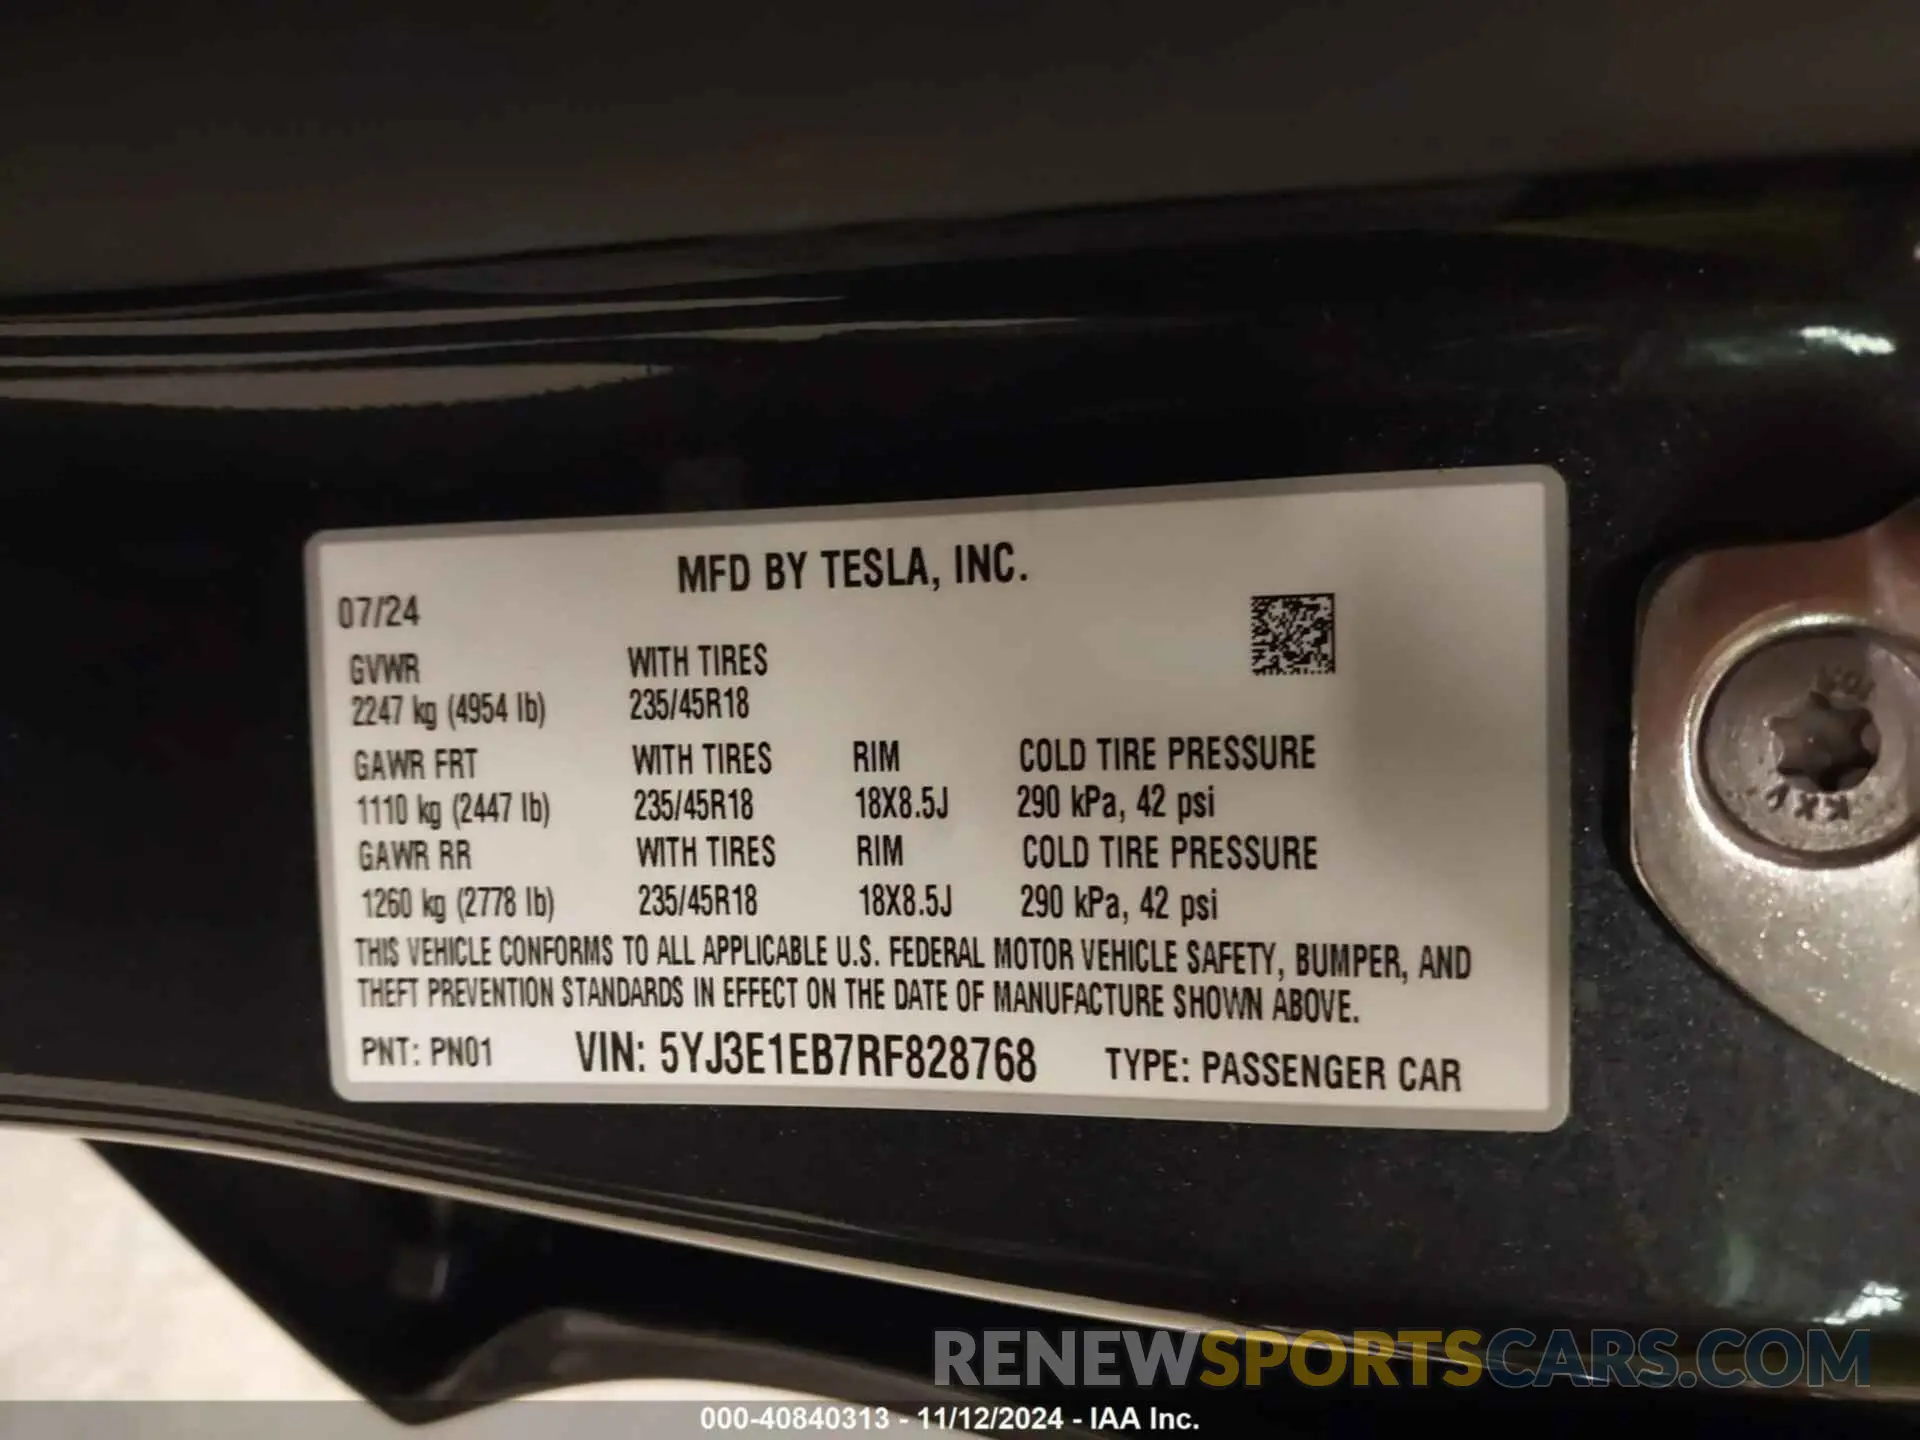 MFD BY TESLA, INC.
07/24
GVWR WITH TIRES
2247 kg (4954 lb) 235/45R18
GAWR FRT WITH TIRES RIM COLD TIRE PRESSURE
1110 kg (2447 lb) 235/45R18 18X8.5J 290 kPa, 42 psi
GAWR RR WITH TIRES RIM COLD TIRE PRESSURE
1260 kg (2778 lb) 235/45R18 18X8.5J 290 kPa, 42 psi
THIS VEHICLE CONFORMS TO ALL APPLICABLE U.S. FEDERAL MOTOR VEHICLE SAFETY, BUMPER, AND
THEFT PREVENTION STANDARDS IN EFFECT ON THE DATE OF MANUFACTURE SHOWN ABOVE.
PNT: PN01 VIN: 5YJ3E1EB7RF828768 TYPE: PASSENGER CAR
RENEWSPORTSCARS.COM
000-40840313 - 11/12/2024 - IAA Inc.